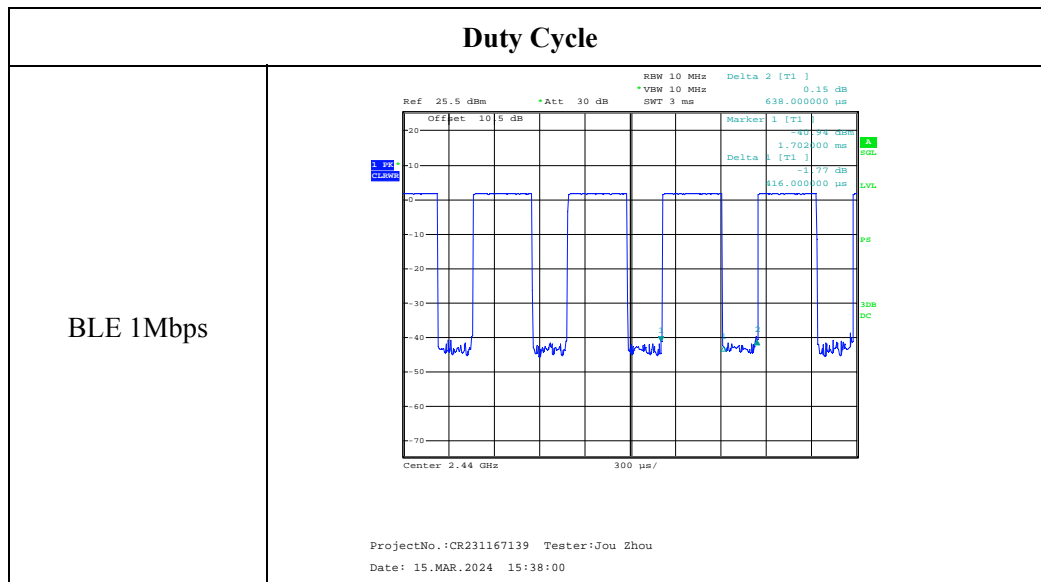 Duty Cycle
BLE 1Mbps
RBW 10 MHz Delta 2 [T1 ]
*VBW 10 MHz 0.15 dB
Ref 25.5 dBm *Att 30 dB SWT 3 ms 638.000000 µs
Offset 10.5 dB Marker 1 [T1 ]
-40.94 dBm
1.702000 ms
Delta 1 [T1 ]
-1.77 dB
416.000000 µs
A
SGL
1 PK*
CLRWR
LVL
PS
3DB
DC
20
10
0
-10
-20
-30
-40
-50
-60
-70
1
1
2
Center 2.44 GHz 300 µs/
ProjectNo.:CR231167139 Tester:Jou Zhou
Date: 15.MAR.2024 15:38:00